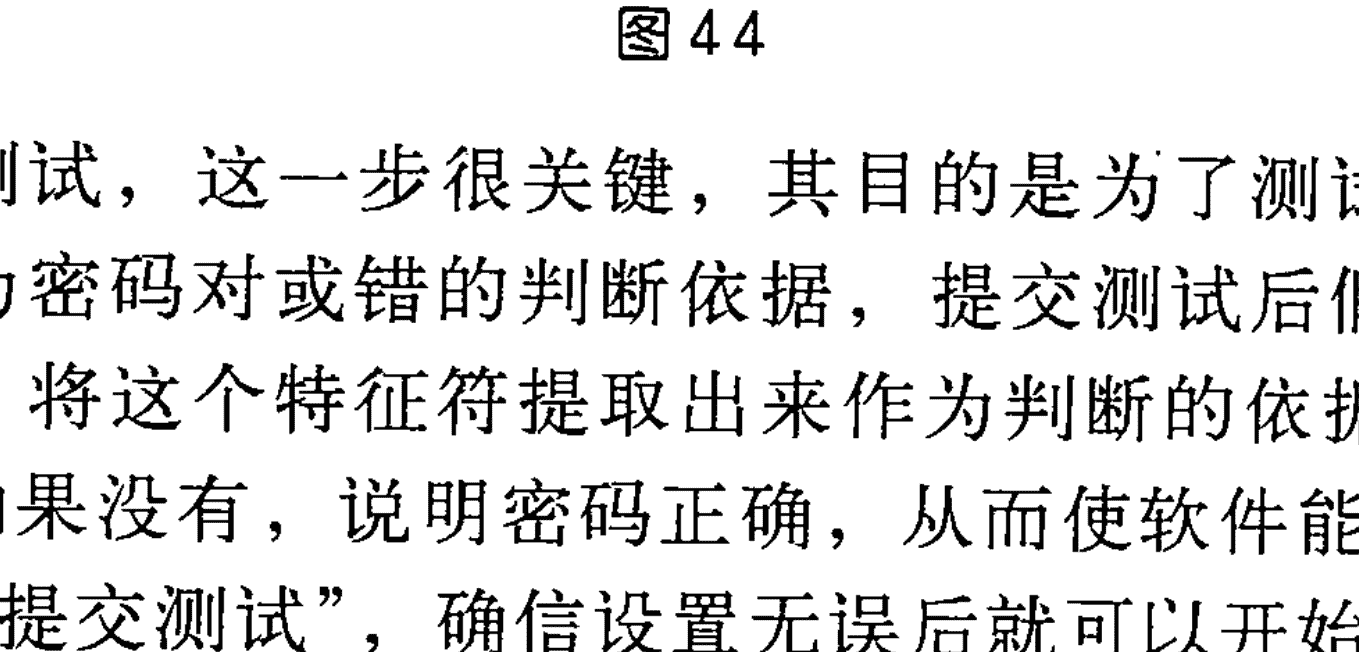 图44
测试，这一步很关键，其目的是为了测试
密码对或错的判断依据，提交测试后
将这个特征符提取出来作为判断的依据
如果没有，说明密码正确，从而使软件能
提交测试”，确信设置无误后就可以开始